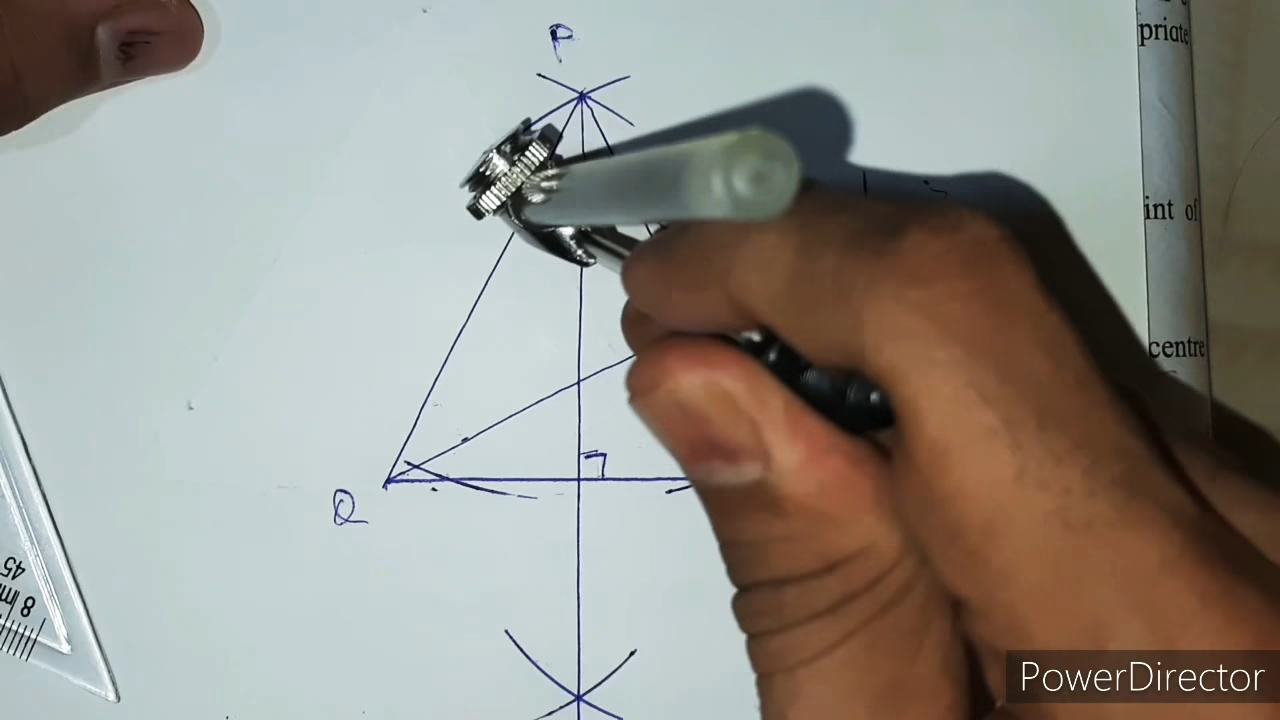 P
priate
int of
centre
Q
45
8
PowerDirector